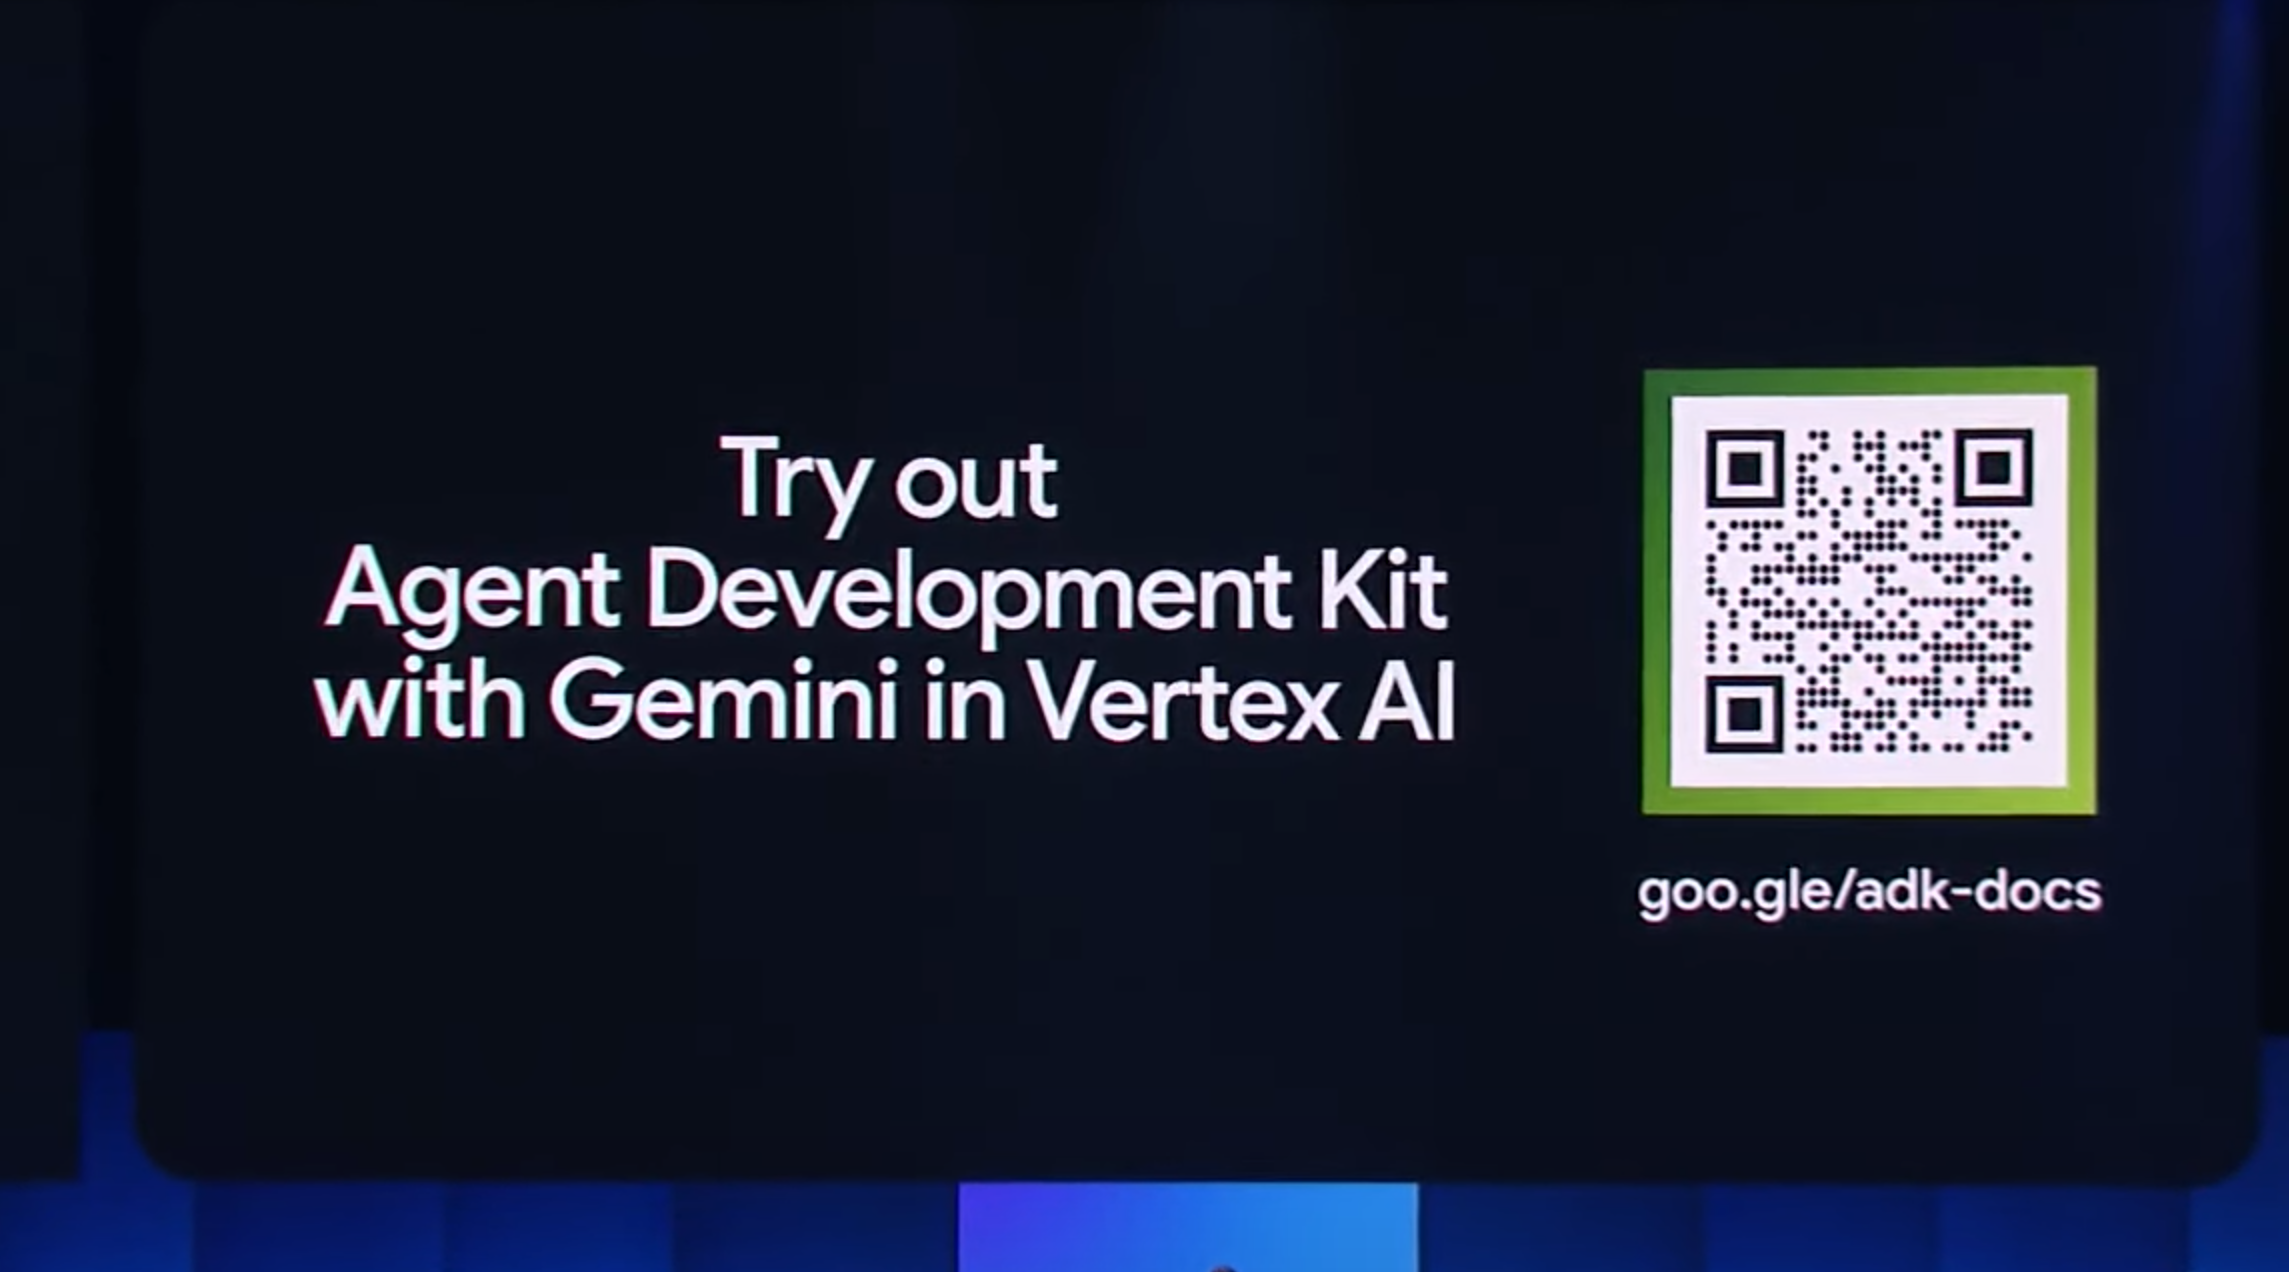 Try out
Agent Development Kit
with Gemini in Vertex AI
goo.gle/adk-docs